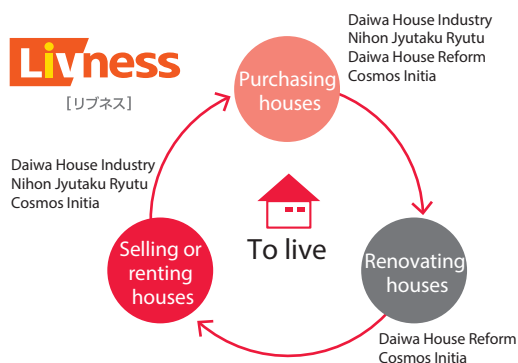 Livness
[リブネス]
Daiwa House Industry
Nihon Jyutaku Ryutu
Daiwa House Reform
Cosmos Initia
Purchasing
houses
Daiwa House Industry
Nihon Jyutaku Ryutu
Cosmos Initia
Selling or
renting
houses
To live
Renovating
houses
Daiwa House Reform
Cosmos Initia